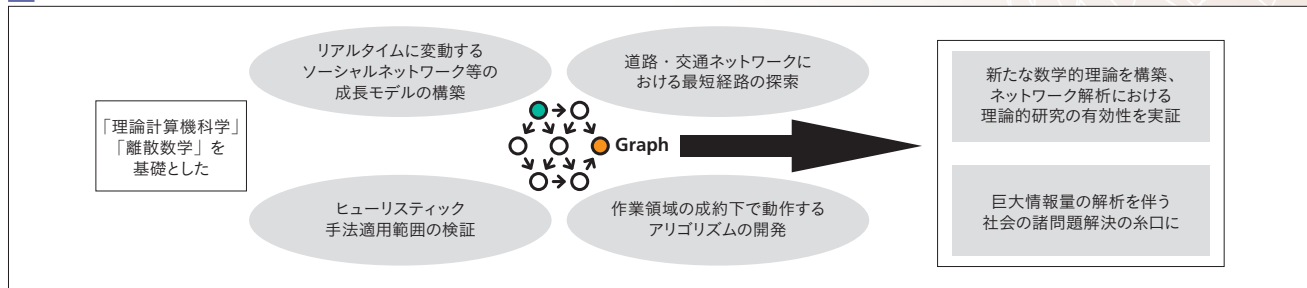 「理論計算機科学」
「離散数学」を
基礎とした
リアルタイムに変動する
ソーシャルネットワーク等の
成長モデルの構築
道路・交通ネットワークに
おける最短経路の探索
Graph
ヒューリスティック
手法適用範囲の検証
作業領域の成約下で動作する
アリゴリズムの開発
新たな数学的理論を構築、
ネットワーク解析における
理論的研究の有効性を実証
巨大情報量の解析を伴う
社会の諸問題解決の糸口に